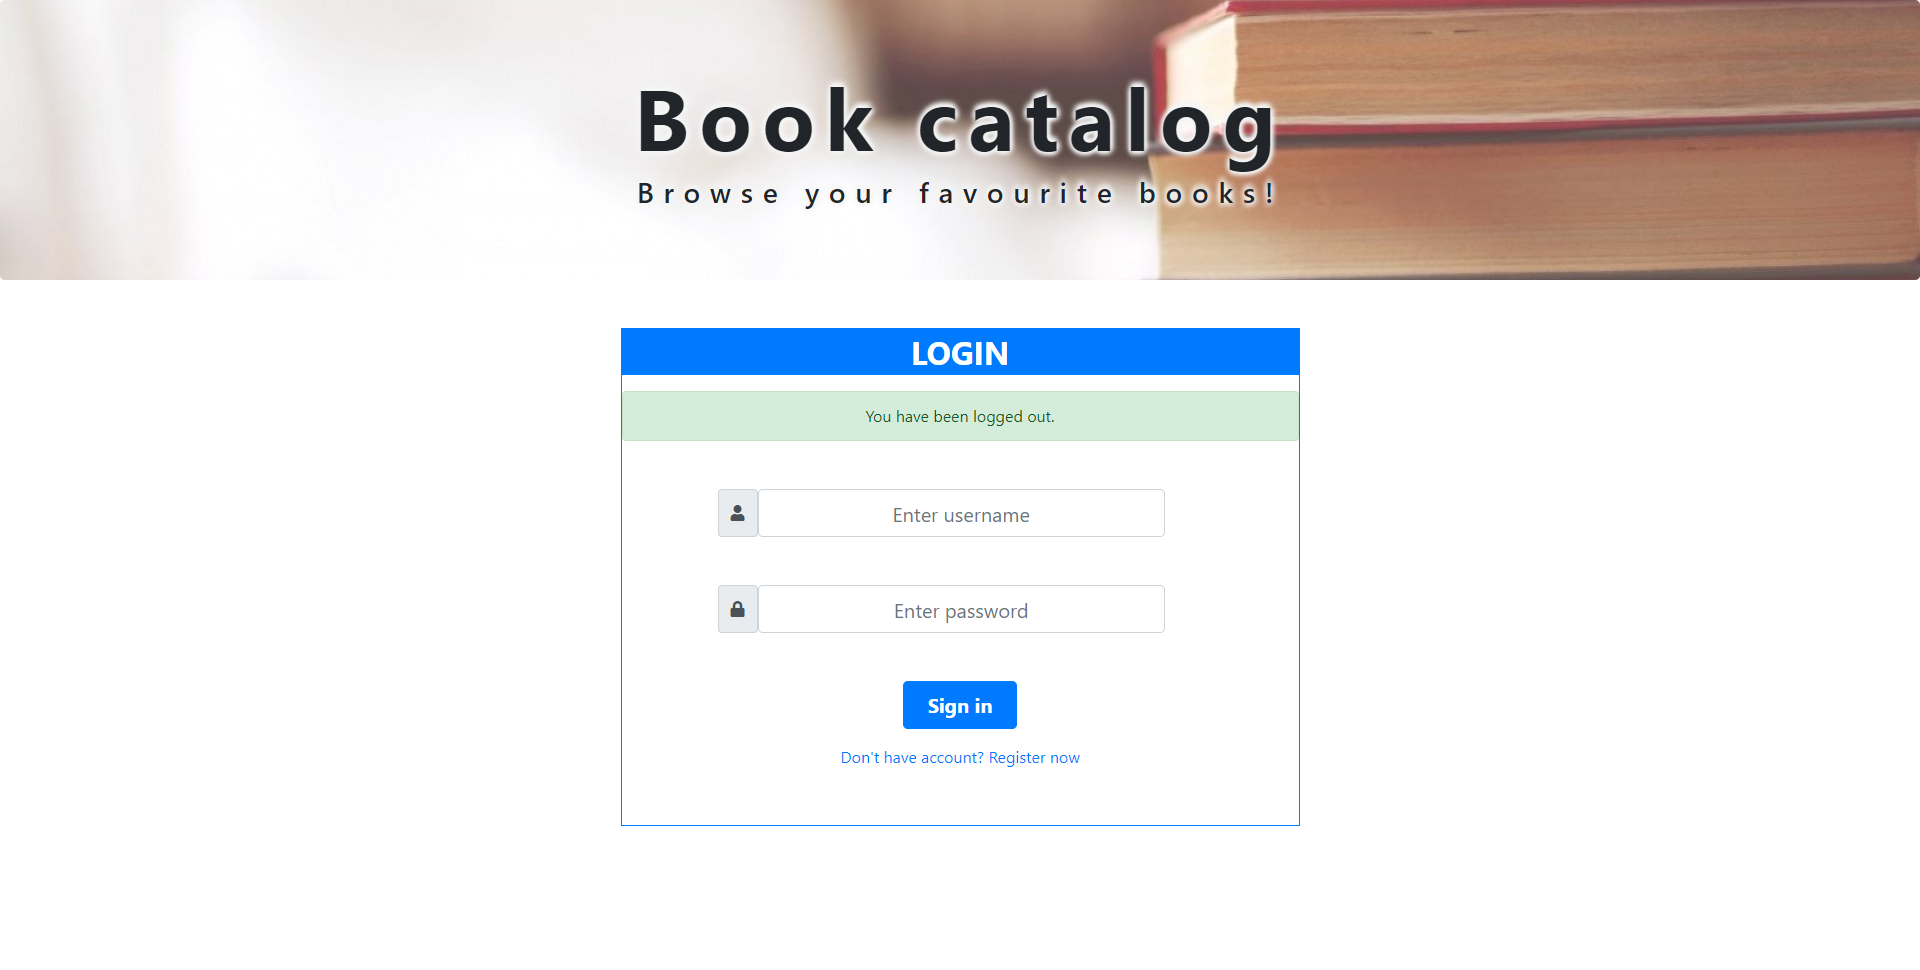 Book catalog
Browse your favourite books!
LOGIN
You have been logged out.
Enter username
Enter password
Sign in
Don't have account? Register now